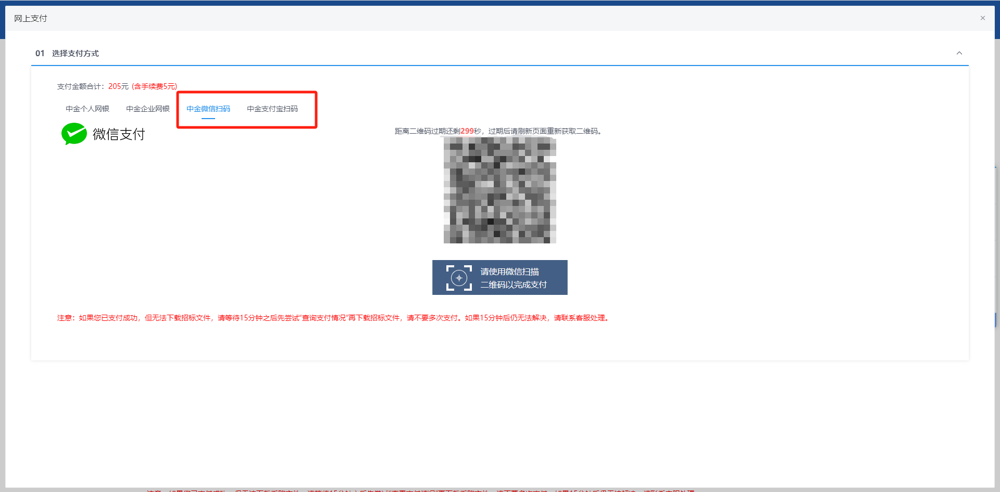 网上支付
01 选择支付方式
支付金额合计：205元 (含手续费5元)
中金个人网银 中金企业网银 中金微信扫码 中金支付宝扫码
微信支付
距离二维码过期还剩299秒，过期后请刷新页面重新获取二维码。
请使用微信扫描
二维码以完成支付
注意：如果您已支付成功，但无法下载招标文件，请等待15分钟之后先尝试"查询支付情况"再下载招标文件，请不要多次支付。如果15分钟后仍无法解决，请联系客服处理。